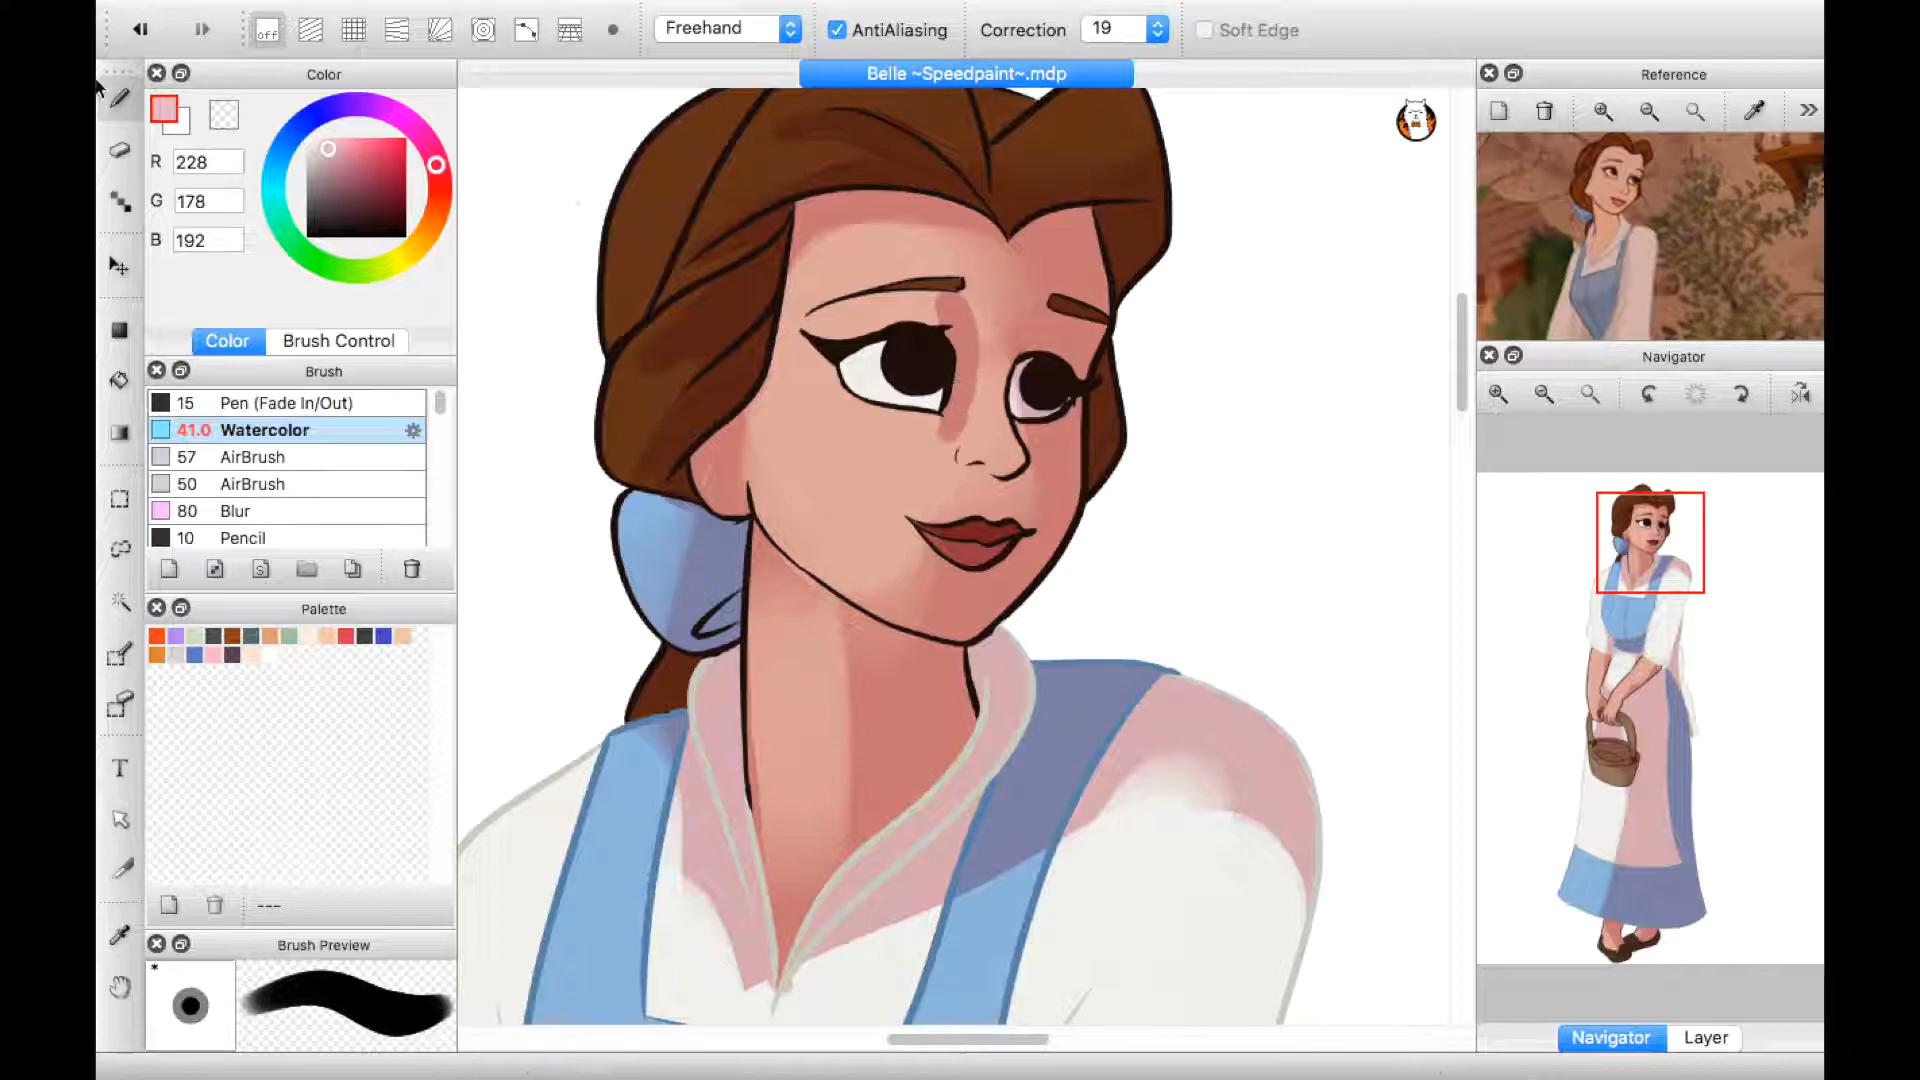 off
Freehand
AntiAliasing
Correction
19
Soft Edge
Color
Belle ~Speedpaint~.mdp
Reference
R 228
G 178
B 192
Color
Brush Control
Navigator
Brush
15 Pen (Fade In/Out)
41.0 Watercolor
57 AirBrush
50 AirBrush
80 Blur
10 Pencil
S
Palette
T
---
Brush Preview
*
Navigator
Layer